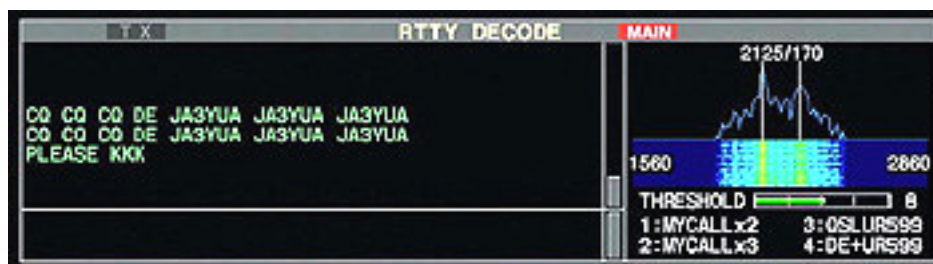 TX RTTY DECODE MAIN
2125/170
CQ CQ CQ DE JA3YUA JA3YUA JA3YUA
CQ CQ CQ DE JA3YUA JA3YUA JA3YUA
PLEASE KKK
1560 2860
THRESHOLD 8
1:MYCALLx2 3:QSLUR599
2:MYCALLx3 4:DE+UR599